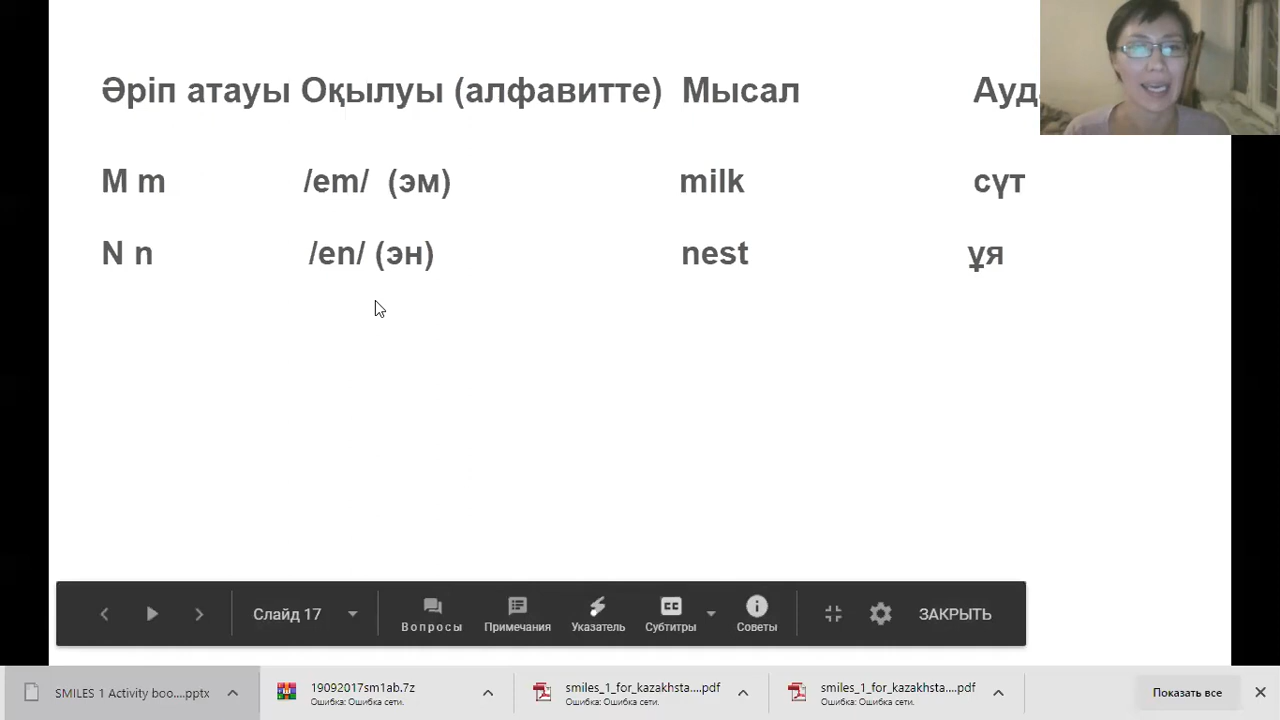 Әріп атауы Оқылуы (алфавитте) Мысал
M m /em/ (эм) milk сүт
N n /en/ (эн) nest ұя
Слайд 17 Вопросы Примечания Указатель Субтитры Советы ЗАКРЫТЬ
SMILES 1 Activity boo....pptx 19092017sm1ab.7z smiles_1_for_kazakhsta....pdf smiles_1_for_kazakhsta....pdf Показать все
Ошибка: Ошибка сети. Ошибка: Ошибка сети. Ошибка: Ошибка сети.